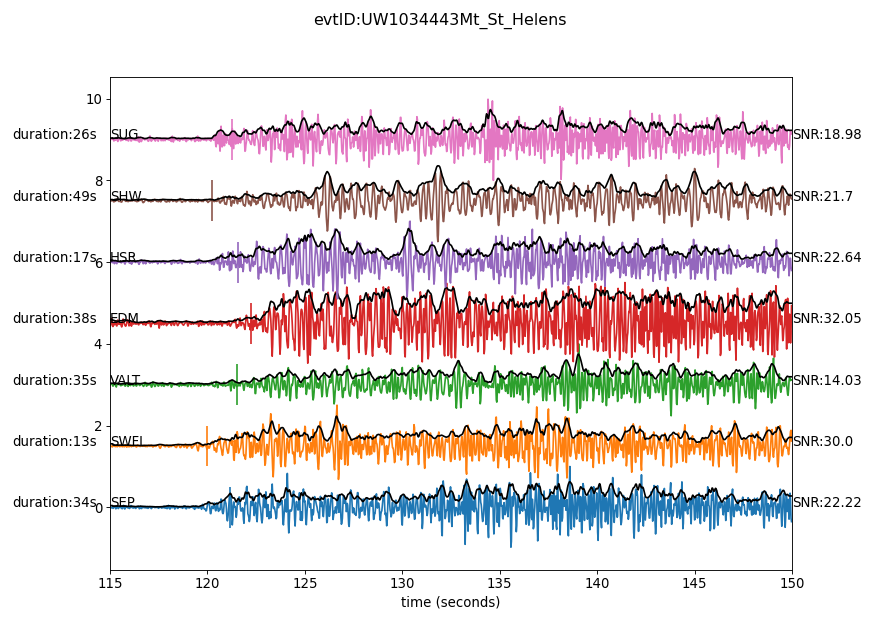 evtID:UW1034443Mt_St_Helens
10
duration:26s SUG SNR:18.98
8
duration:49s SHW SNR:21.7
duration:17s HSR SNR:22.64
6
duration:38s EDM SNR:32.05
4
duration:35s VALT SNR:14.03
2
duration:13s SWFL SNR:30.0
duration:34s SEP SNR:22.22
0
115 120 125 130 135 140 145 150
time (seconds)